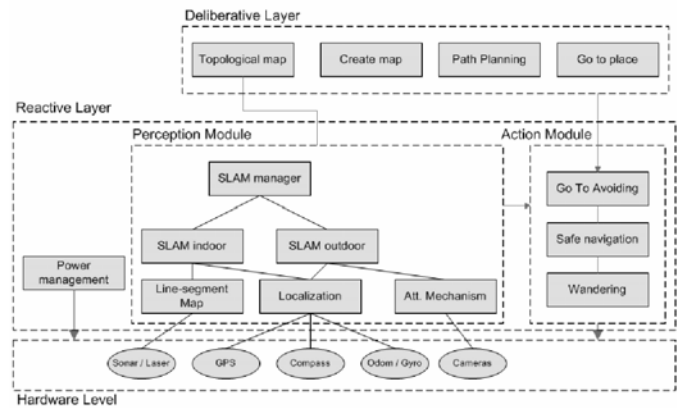 Deliberative Layer
Topological map
Create map
Path Planning
Go to place
Reactive Layer
Perception Module
Action Module
SLAM manager
Go To Avoiding
SLAM indoor
SLAM outdoor
Safe navigation
Power
management
Line-segment
Map
Localization
Att. Mechanism
Wandering
Sonar / Laser
GPS
Compass
Odom / Gyro
Cameras
Hardware Level